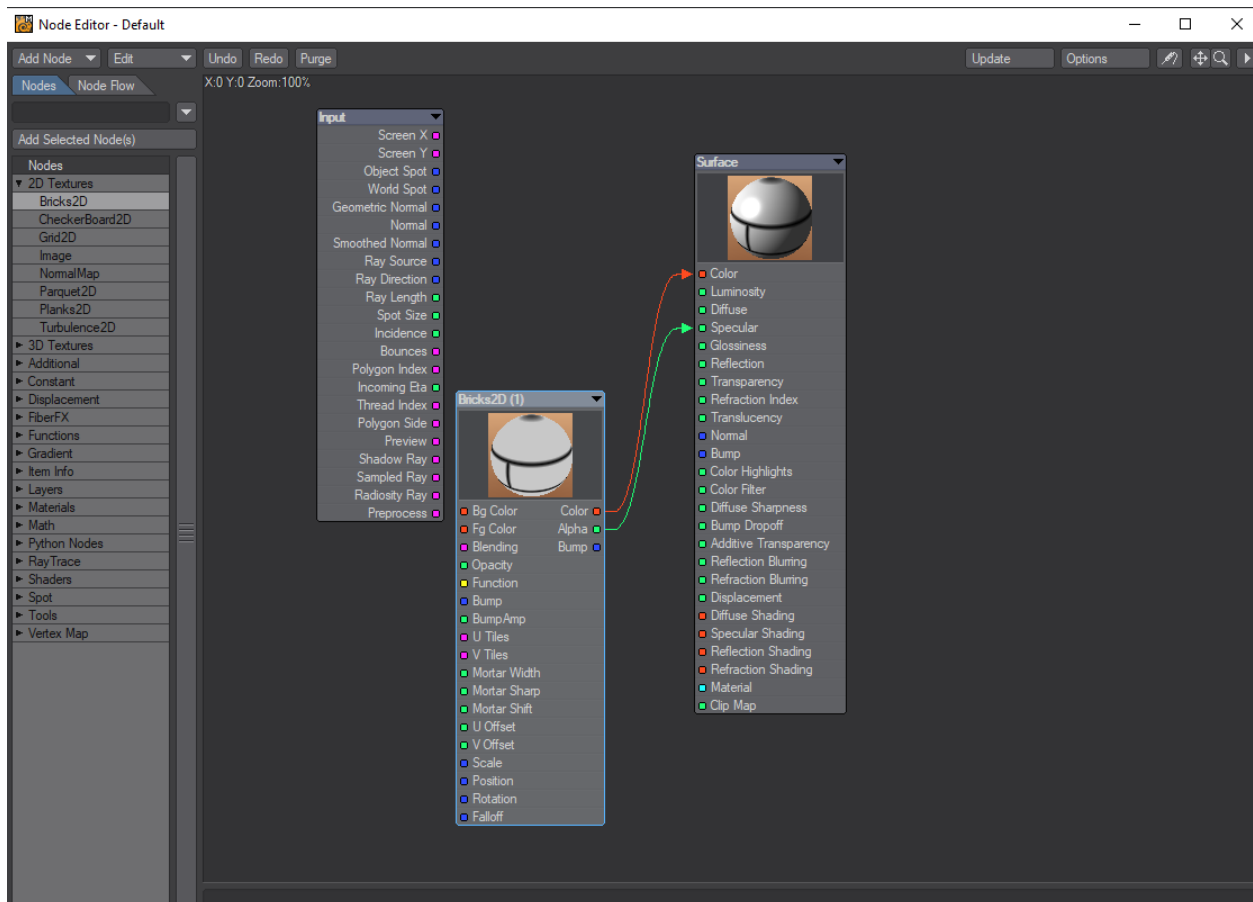 Node Editor - Default
Add Node
Edit
Undo
Redo
Purge
Update
Options
Nodes
Node Flow
X:0 Y:0 Zoom:100%
Add Selected Node(s)
Nodes
2D Textures
Bricks2D
CheckerBoard2D
Grid2D
Image
NormalMap
Parquet2D
Planks2D
Turbulence2D
3D Textures
Additional
Constant
Displacement
FiberFX
Functions
Gradient
Item Info
Layers
Materials
Math
Python Nodes
RayTrace
Shaders
Spot
Tools
Vertex Map
Input
Screen X
Screen Y
Object Spot
World Spot
Geometric Normal
Normal
Smoothed Normal
Ray Source
Ray Direction
Ray Length
Spot Size
Incidence
Bounces
Polygon Index
Incoming Eta
Thread Index
Polygon Side
Preview
Shadow Ray
Sampled Ray
Radiosity Ray
Preprocess
Bricks2D (1)
Bg Color Color
Fg Color Alpha
Blending Bump
Opacity
Function
Bump
BumpAmp
U Tiles
V Tiles
Mortar Width
Mortar Sharp
Mortar Shift
U Offset
V Offset
Scale
Position
Rotation
Falloff
Surface
Color
Luminosity
Diffuse
Specular
Glossiness
Reflection
Transparency
Refraction Index
Translucency
Normal
Bump
Color Highlights
Color Filter
Diffuse Sharpness
Bump Dropoff
Additive Transparency
Reflection Blurring
Refraction Blurring
Displacement
Diffuse Shading
Specular Shading
Reflection Shading
Refraction Shading
Material
Clip Map